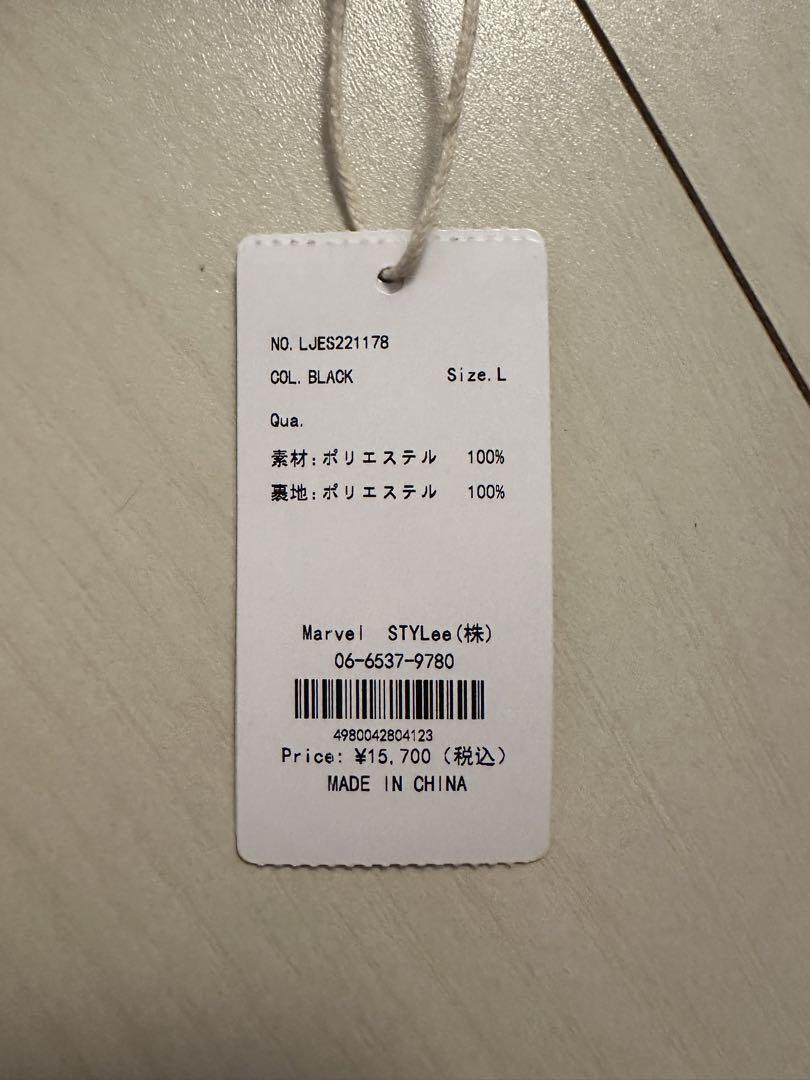 NO. LJES221178
COL. BLACK Size. L
Qua.
素材:ポリエステル 100%
裏地:ポリエステル 100%
Marvel STYLee(株)
06-6537-9780
4980042804123
Price: ¥15,700(税込)
MADE IN CHINA